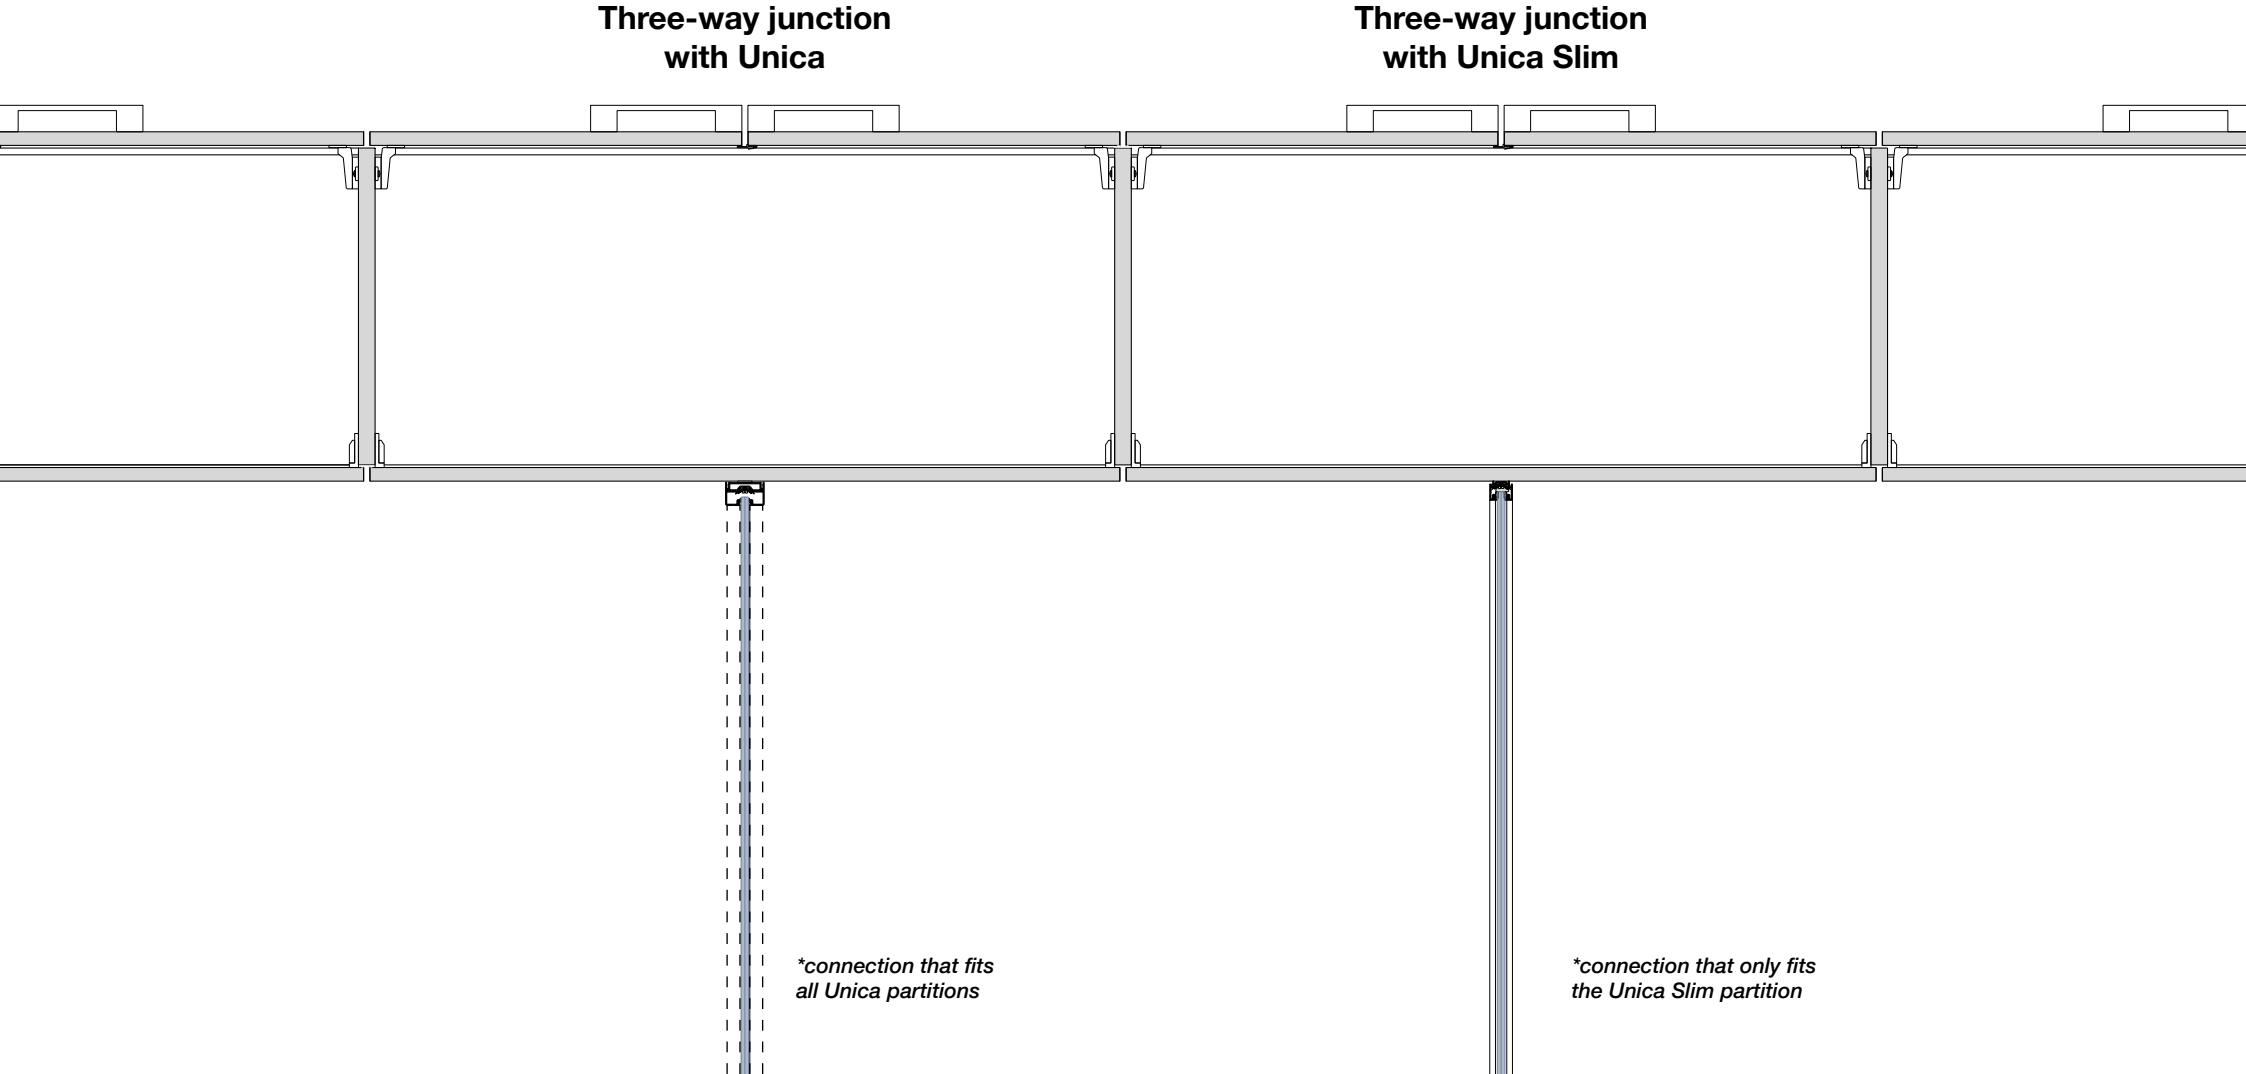 Three-way junction
with Unica
Three-way junction
with Unica Slim
*connection that fits
all Unica partitions
*connection that only fits
the Unica Slim partition